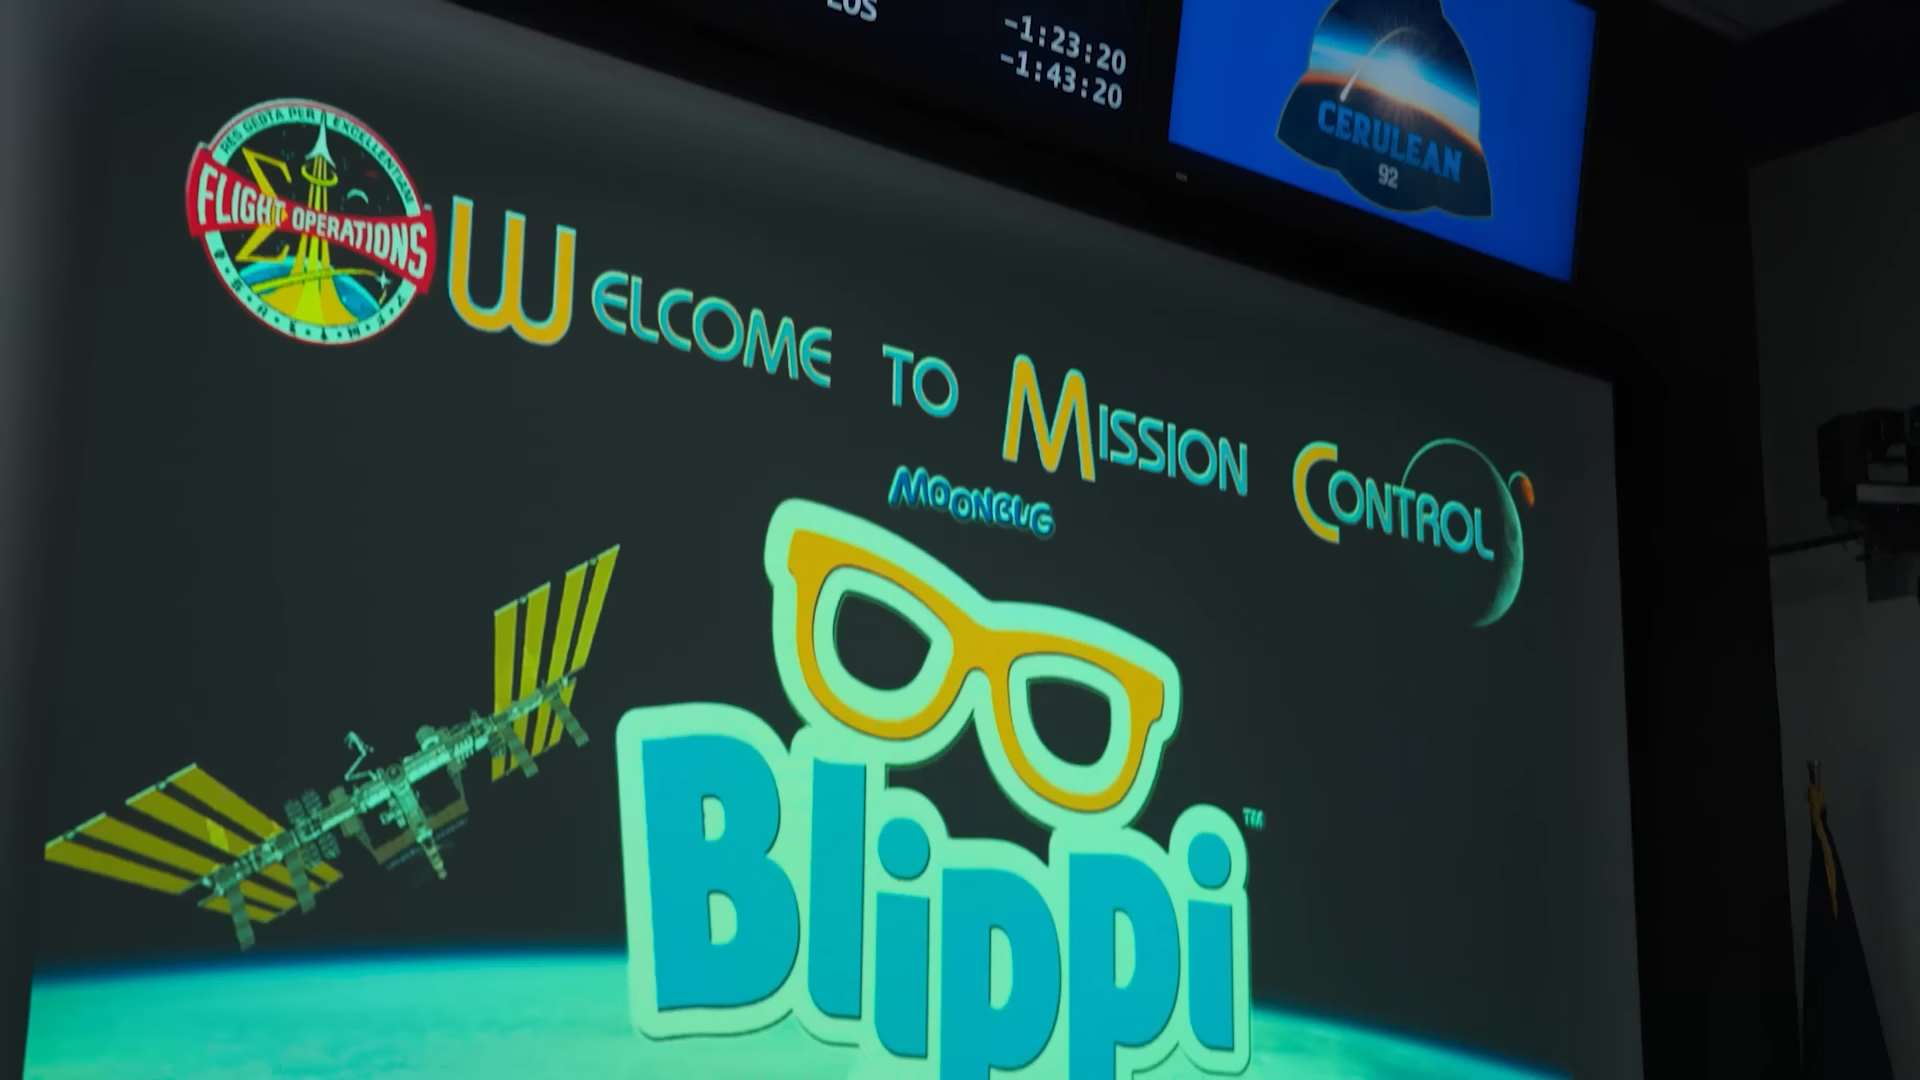 LOS
-1:23:20
-1:43:20
CERULEAN
92
RES GESTA PER EXCELLENTIAM
FLIGHT OPERATIONS
WELCOME TO MISSION CONTROL
MOONBUG
Blippi™